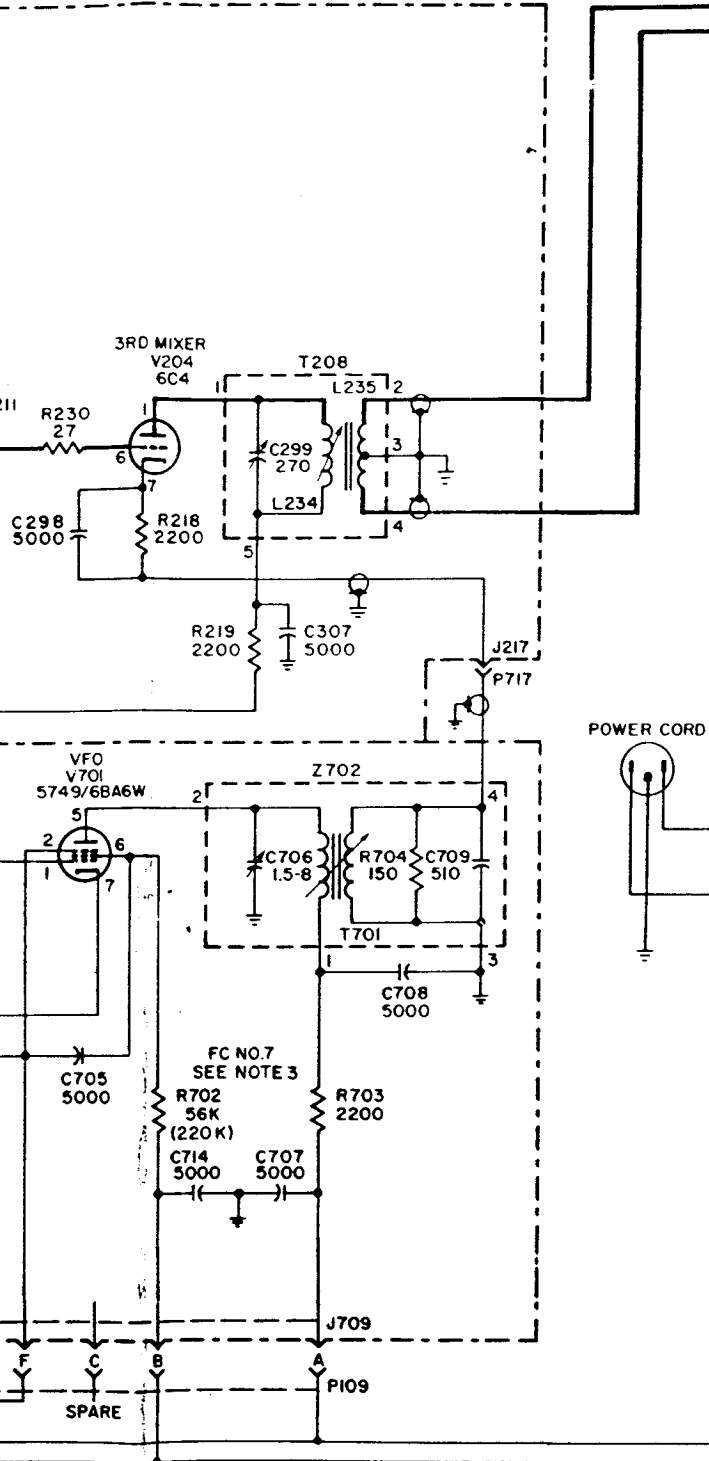 3RD MIXER
V204
6C4
T208
1
L235
2
211
R230
27
1
6
7
C299
270
3
L234
4
C298
5000
R218
2200
5
R219
2200
C307
5000
J217
P717
POWER CORD
VFO
V701
5749/6BA6W
Z702
5
2
4
2
6
1
7
C706
1.5-8
R704
150
C709
510
T701
1
3
C708
5000
FC NO.7
SEE NOTE 3
C705
5000
R702
56K
(220K)
R703
2200
C714
5000
C707
5000
J709
F
C
B
A
P109
SPARE